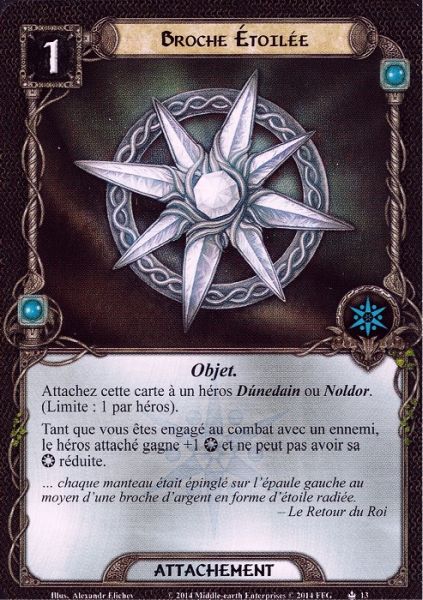 1
BROCHE ÉTOILÉE
Objet.
Attachez cette carte à un héros Dúnedain ou Noldor.
(Limite : 1 par héros).
Tant que vous êtes engagé au combat avec un ennemi,
le héros attaché gagne +1 et ne peut pas avoir sa
réduite.
… chaque manteau était épinglé sur l'épaule gauche au
moyen d'une broche d'argent en forme d'étoile radiée.
– Le Retour du Roi
ATTACHEMENT
Illus. Alexandr Elichev © 2014 Middle-earth Enterprises © 2014 FFG 13